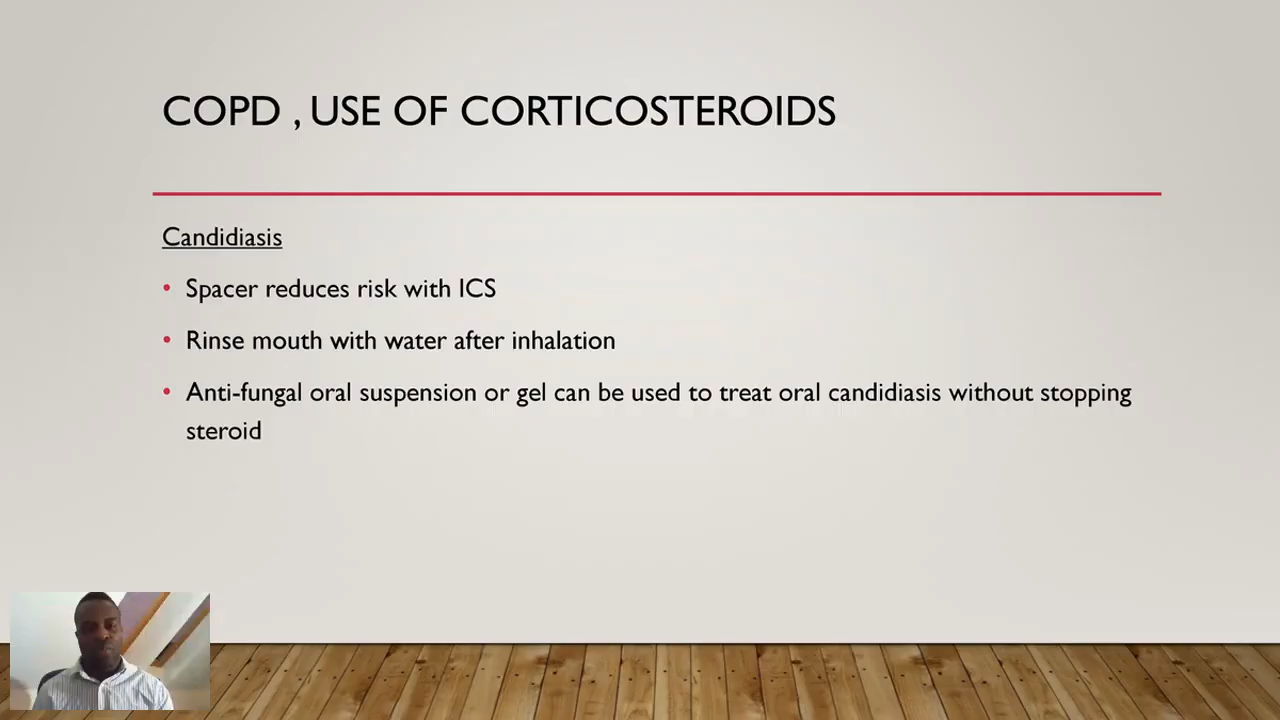 COPD , USE OF CORTICOSTEROIDS
Candidiasis
• Spacer reduces risk with ICS
• Rinse mouth with water after inhalation
• Anti-fungal oral suspension or gel can be used to treat oral candidiasis without stopping
steroid